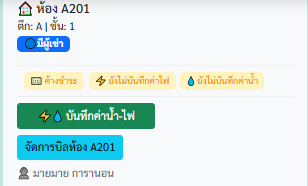 ห้อง A201
ตึก: A | ชั้น: 1
มีผู้เช่า
ค้างชำระ ยังไม่บันทึกค่าไฟ ยังไม่บันทึกค่าน้ำ
บันทึกค่าน้ำ-ไฟ
จัดการบิลห้อง A201
มายมาย การานอน